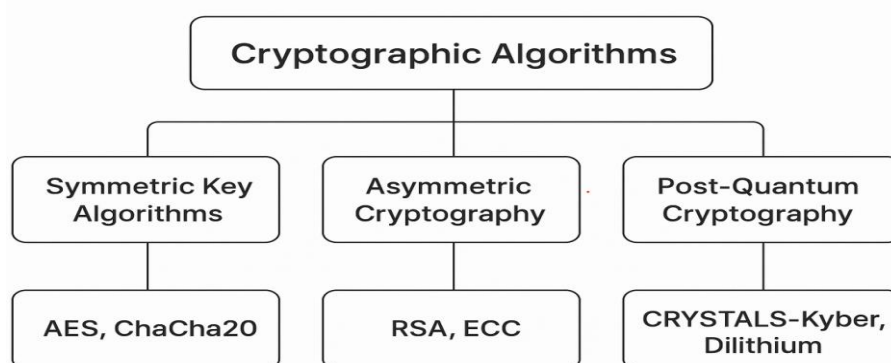 Cryptographic Algorithms
Symmetric Key
Algorithms
Asymmetric
Cryptography
Post-Quantum
Cryptography
AES, ChaCha20
RSA, ECC
CRYSTALS-Kyber,
Dilithium